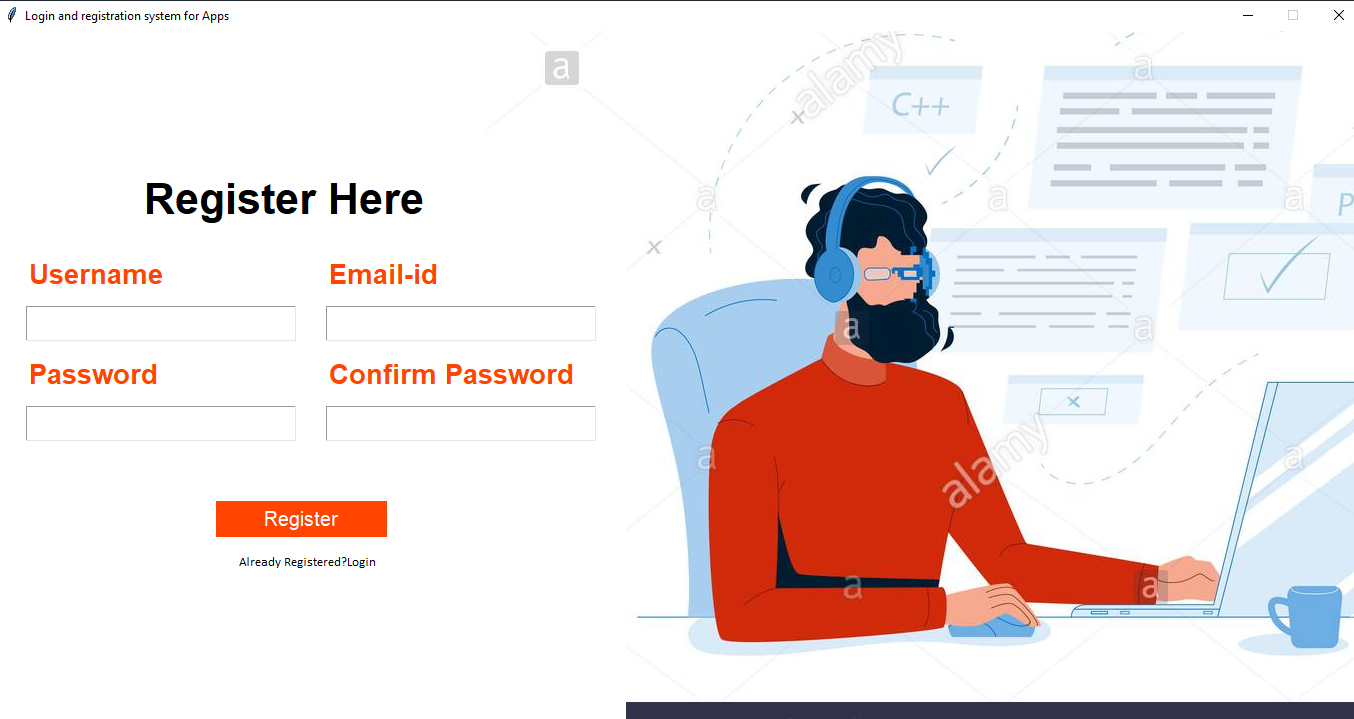 Login and registration system for Apps
a
alamy
C++
a
Register Here
a
a
a
P
Username
Email-id
a
a
Password
Confirm Password
alamy
a
a
Register
Already Registered?Login
a
a